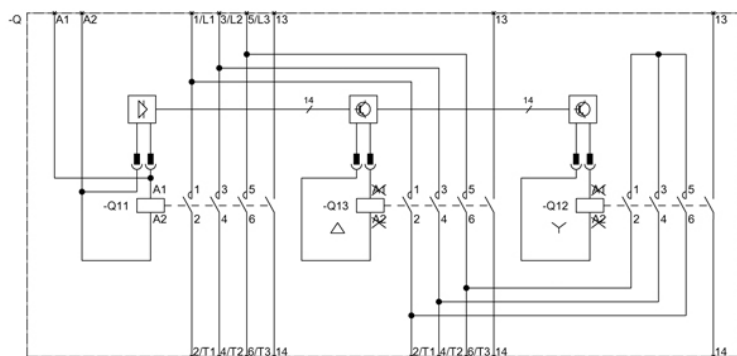 -Q A1 A2 1/L1 3/L2 5/L3 13 13 13
14 14
A1 1 3 5 A1 1 3 5 A1 1 3 5
-Q11 -Q13 -Q12
A2 2 4 6 A2 2 4 6 A2 2 4 6
2/T1 4/T2 6/T3 14 2/T1 4/T2 6/T3 14 14